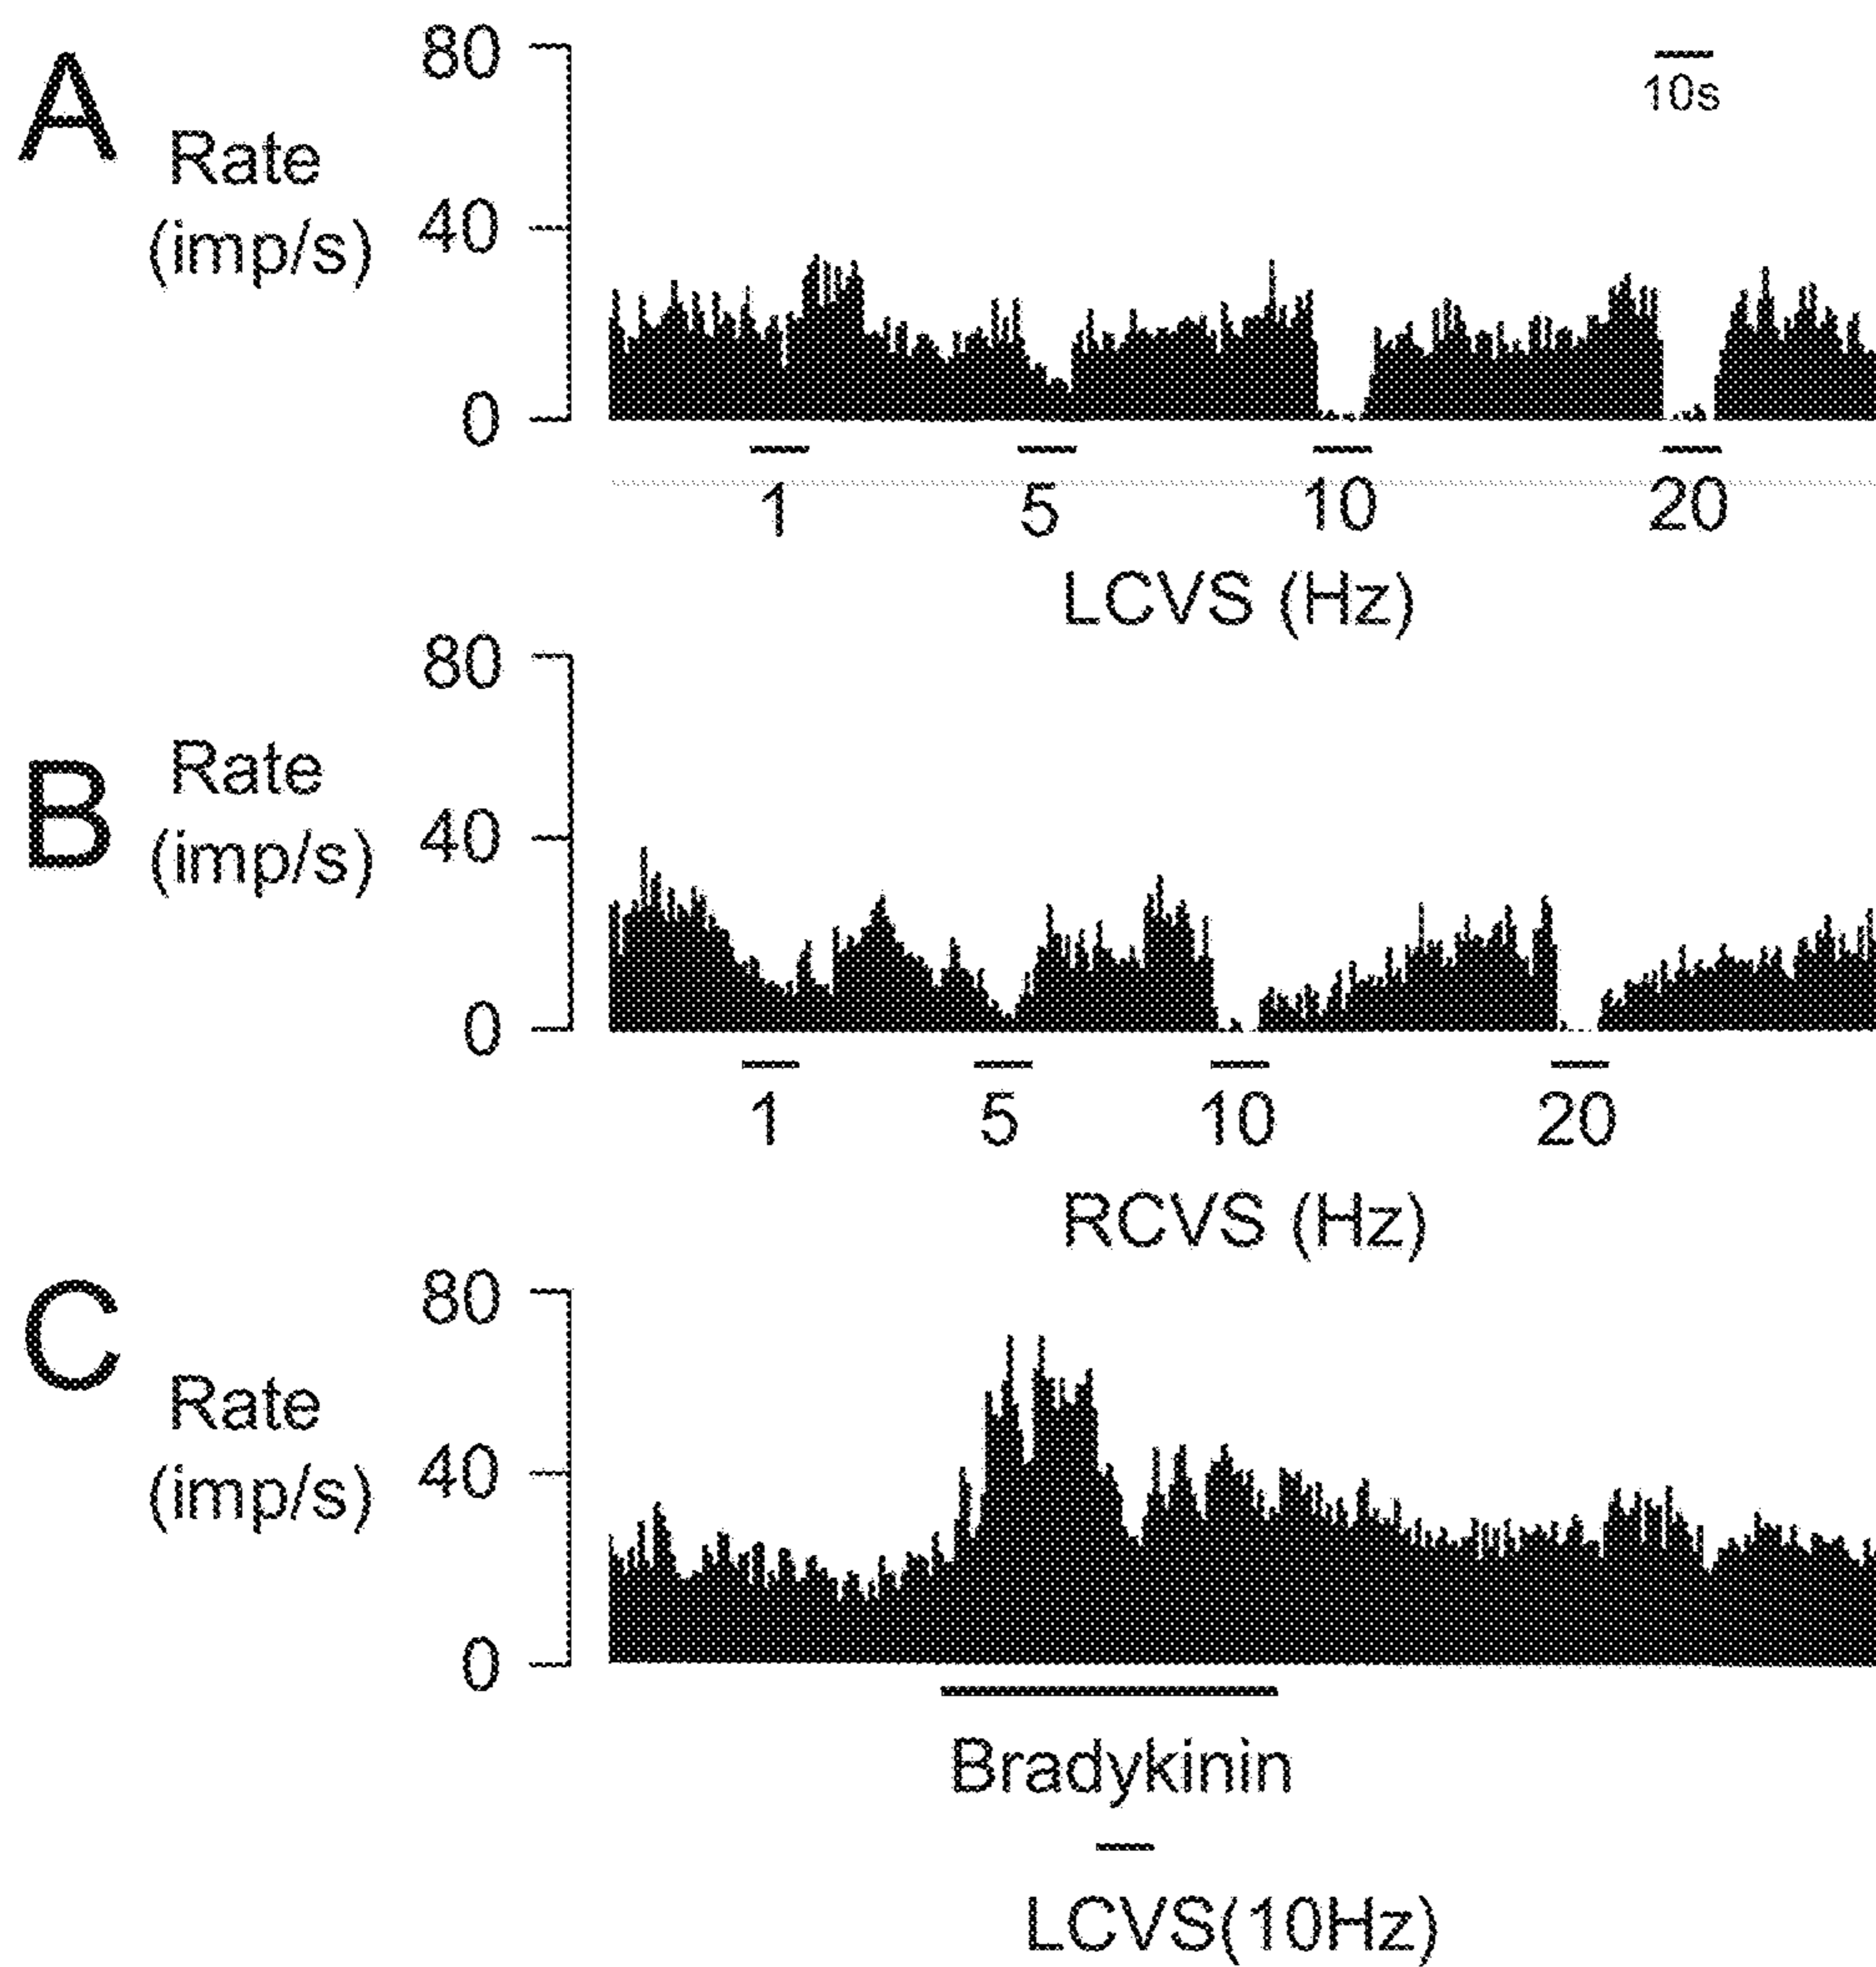 A
80
10s
Rate
(imp/s)
40
0
1 5 10 20
LCVS (Hz)
B
80
Rate
(imp/s)
40
0
1 5 10 20
RCVS (Hz)
C
80
Rate
(imp/s)
40
0
Bradykinin
LCVS(10Hz)